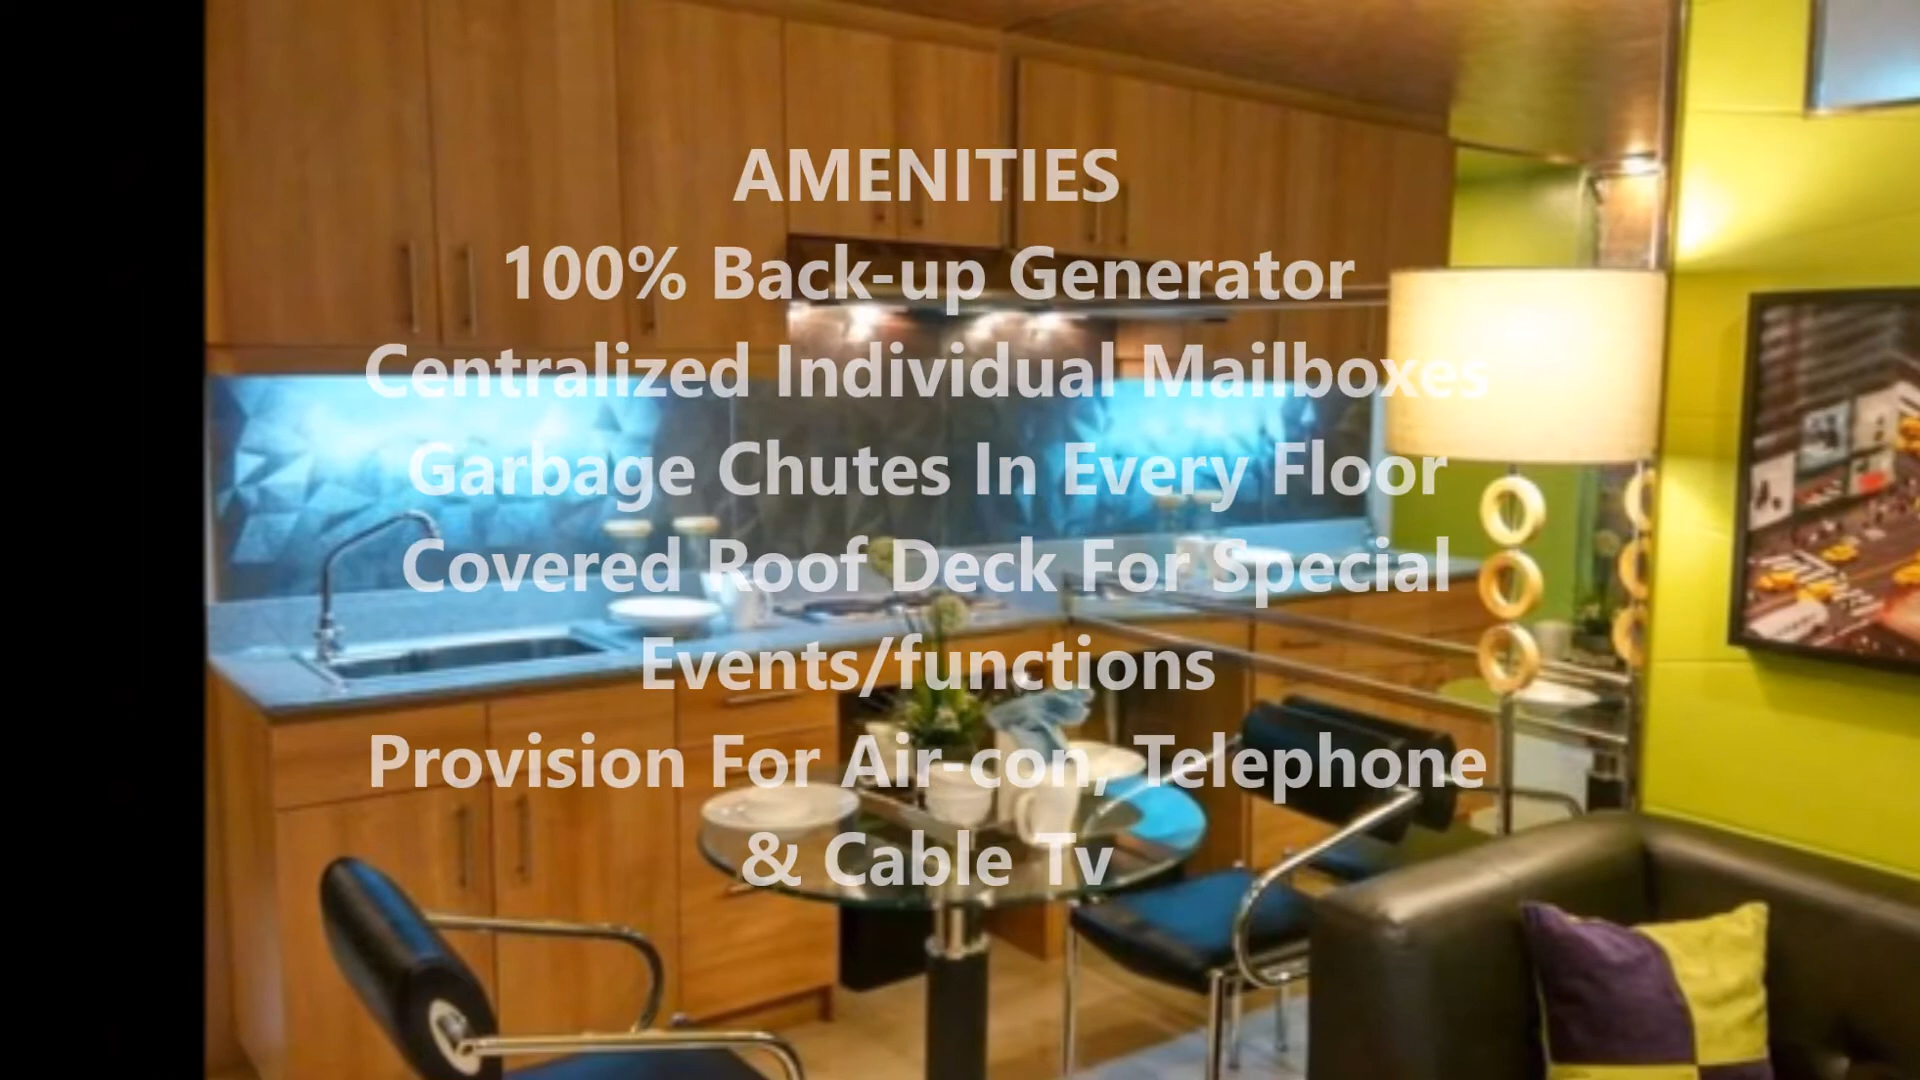 AMENITIES
100% Back-up Generator
Centralized Individual Mailboxes
Garbage Chutes In Every Floor
Covered Roof Deck For Special
Events/functions
Provision For Air-con, Telephone
& Cable Tv